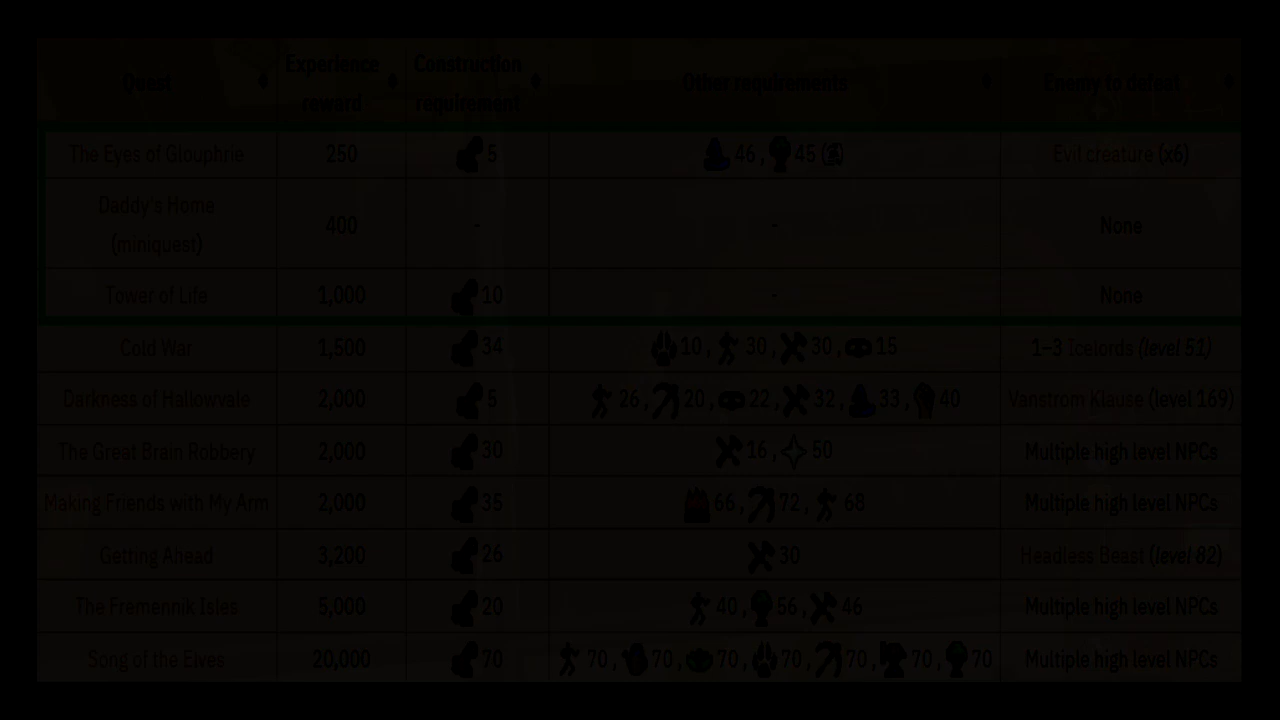 Quest Experience reward Construction requirement Other requirements Enemy to defeat
The Eyes of Glouphrie 250 5 46, 45 Evil creature (x6)
Daddy's Home (miniquest) 400 - - None
Tower of Life 1,000 10 - None
Cold War 1,500 34 10, 30, 30, 15 1–3 Icelords (level 51)
Darkness of Hallowvale 2,000 5 26, 20, 22, 32, 33, 40 Vanstrom Klause (level 169)
The Great Brain Robbery 2,000 30 16, 50 Multiple high level NPCs
Making Friends with My Arm 2,000 35 66, 72, 68 Multiple high level NPCs
Getting Ahead 3,200 26 30 Headless Beast (level 82)
The Fremennik Isles 5,000 20 40, 56, 46 Multiple high level NPCs
Song of the Elves 20,000 70 70, 70, 70, 70, 70, 70, 70 Multiple high level NPCs